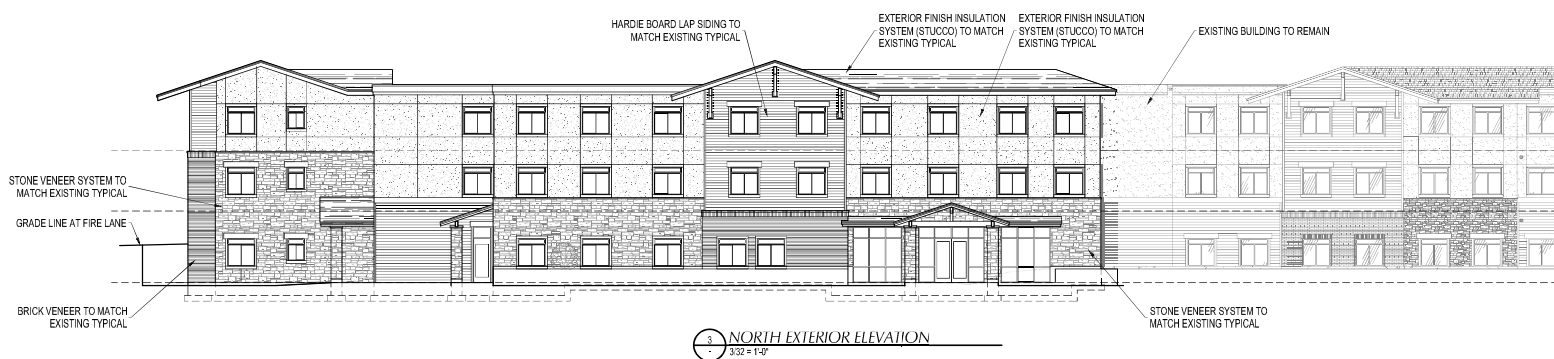 HARDIE BOARD LAP SIDING TO
MATCH EXISTING TYPICAL
EXTERIOR FINISH INSULATION
SYSTEM (STUCCO) TO MATCH
EXISTING TYPICAL
EXTERIOR FINISH INSULATION
SYSTEM (STUCCO) TO MATCH
EXISTING TYPICAL
EXISTING BUILDING TO REMAIN
STONE VENEER SYSTEM TO
MATCH EXISTING TYPICAL
GRADE LINE AT FIRE LANE
BRICK VENEER TO MATCH
EXISTING TYPICAL
STONE VENEER SYSTEM TO
MATCH EXISTING TYPICAL
3
-
NORTH EXTERIOR ELEVATION
3/32 = 1'-0"